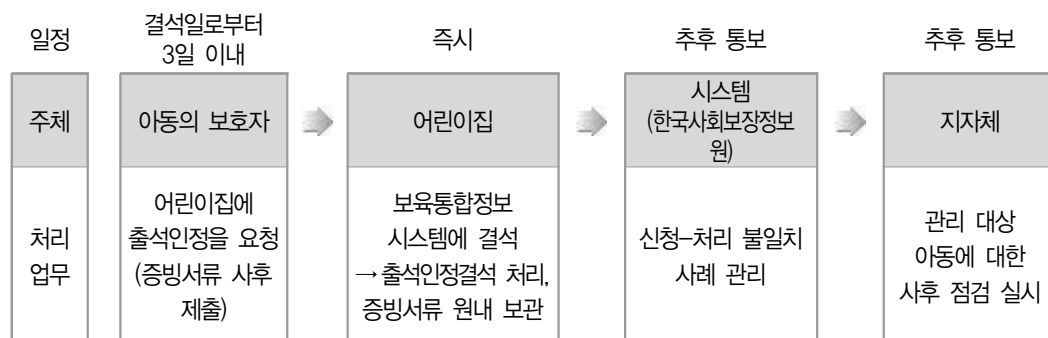 일정
결석일로부터
3일 이내
즉시
추후 통보
추후 통보
주체
아동의 보호자
어린이집
시스템
(한국사회보장정보
원)
지자체
처리
업무
어린이집에
출석인정을 요청
(증빙서류 사후
제출)
보육통합정보
시스템에 결석
→출석인정결석 처리,
증빙서류 원내 보관
신청-처리 불일치
사례 관리
관리 대상
아동에 대한
사후 점검 실시